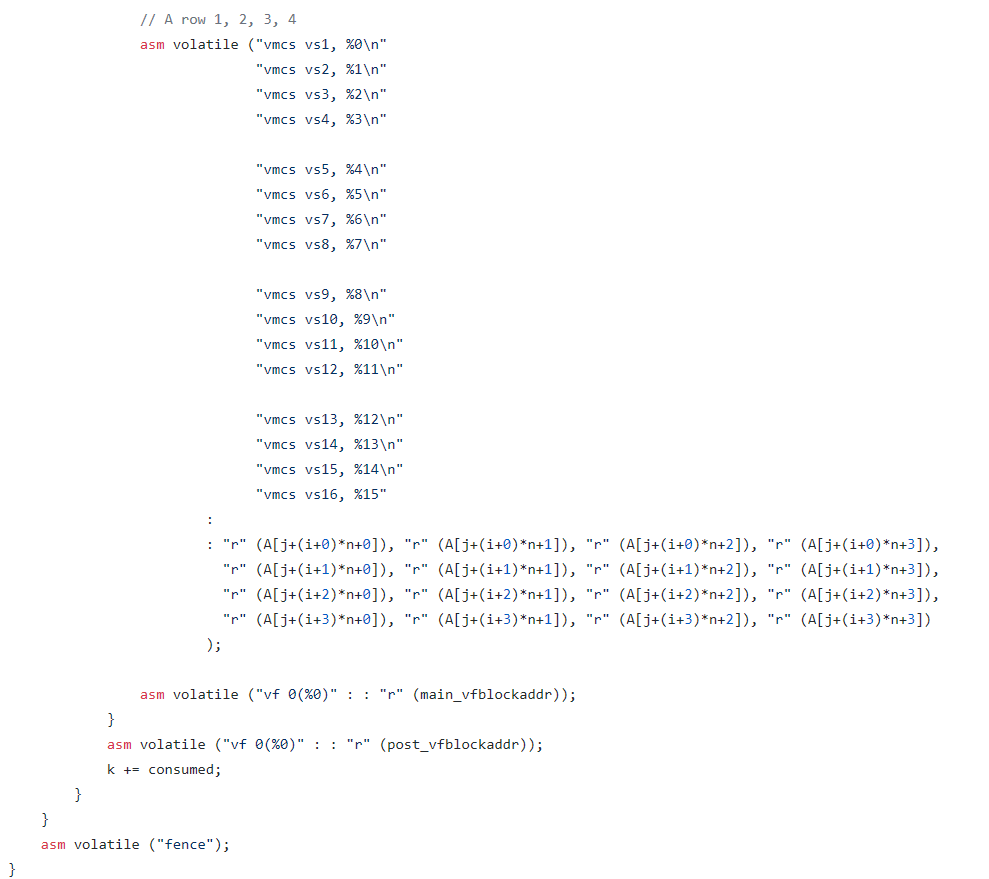 // A row 1, 2, 3, 4
asm volatile ("vmcs vs1, %0\n"
"vmcs vs2, %1\n"
"vmcs vs3, %2\n"
"vmcs vs4, %3\n"
"vmcs vs5, %4\n"
"vmcs vs6, %5\n"
"vmcs vs7, %6\n"
"vmcs vs8, %7\n"
"vmcs vs9, %8\n"
"vmcs vs10, %9\n"
"vmcs vs11, %10\n"
"vmcs vs12, %11\n"
"vmcs vs13, %12\n"
"vmcs vs14, %13\n"
"vmcs vs15, %14\n"
"vmcs vs16, %15"
:
: "r" (A[j+(i+0)*n+0]), "r" (A[j+(i+0)*n+1]), "r" (A[j+(i+0)*n+2]), "r" (A[j+(i+0)*n+3]),
"r" (A[j+(i+1)*n+0]), "r" (A[j+(i+1)*n+1]), "r" (A[j+(i+1)*n+2]), "r" (A[j+(i+1)*n+3]),
"r" (A[j+(i+2)*n+0]), "r" (A[j+(i+2)*n+1]), "r" (A[j+(i+2)*n+2]), "r" (A[j+(i+2)*n+3]),
"r" (A[j+(i+3)*n+0]), "r" (A[j+(i+3)*n+1]), "r" (A[j+(i+3)*n+2]), "r" (A[j+(i+3)*n+3])
);
asm volatile ("vf 0(%0)" : : "r" (main_vfblockaddr));
}
asm volatile ("vf 0(%0)" : : "r" (post_vfblockaddr));
k += consumed;
}
}
asm volatile ("fence");
}